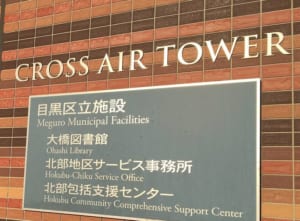 CROSS AIR TOWER
目黒区立施設
Meguro Municipal Facilities
大橋図書館
Ohashi Library
北部地区サービス事務所
Hokubu-Chiku Service Office
北部包括支援センター
Hokubu Community Comprehensive Support Center